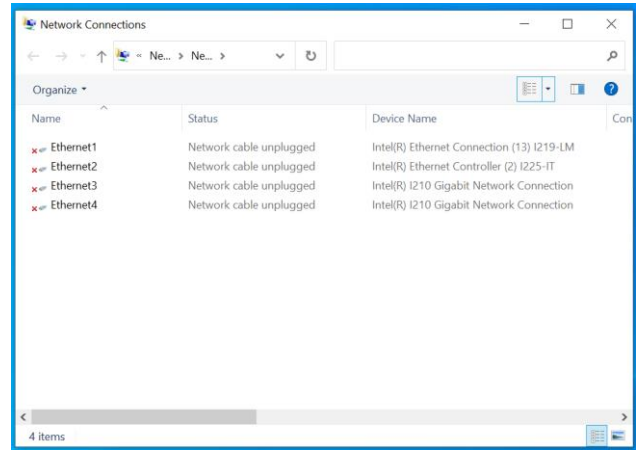 Network Connections
« Ne... > Ne... >
Organize
Name Status Device Name Con
Ethernet1 Network cable unplugged Intel(R) Ethernet Connection (13) I219-LM
Ethernet2 Network cable unplugged Intel(R) Ethernet Controller (2) I225-IT
Ethernet3 Network cable unplugged Intel(R) I210 Gigabit Network Connection
Ethernet4 Network cable unplugged Intel(R) I210 Gigabit Network Connection
4 items